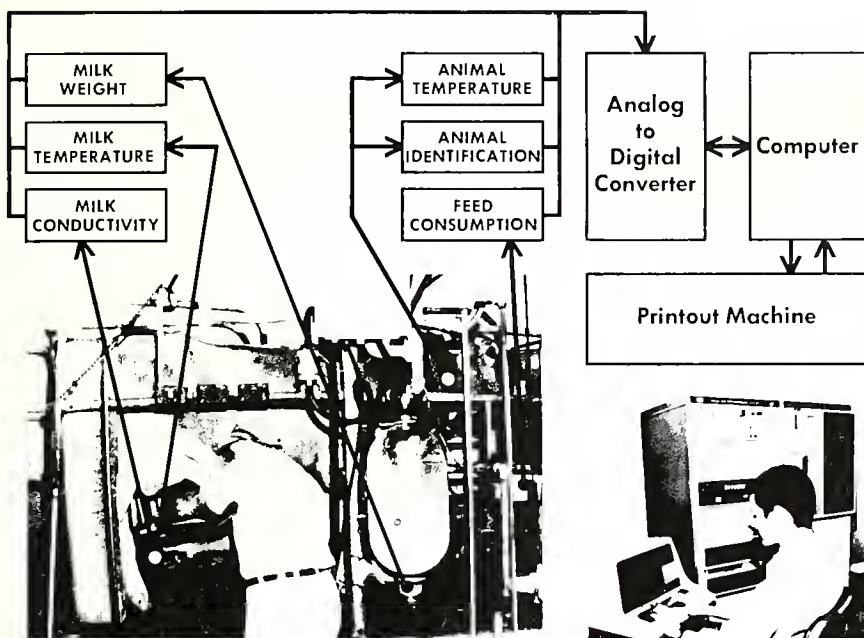 MILK
WEIGHT
MILK
TEMPERATURE
MILK
CONDUCTIVITY
ANIMAL
TEMPERATURE
ANIMAL
IDENTIFICATION
FEED
CONSUMPTION
Analog
to
Digital
Converter
Computer
Printout Machine